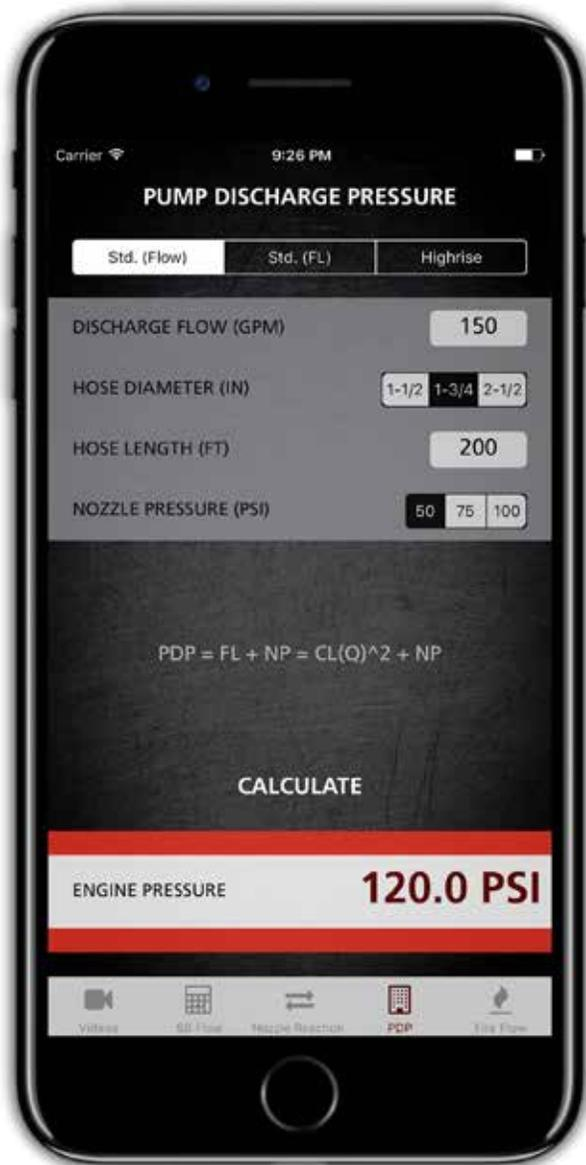 Carrier 9:26 PM
PUMP DISCHARGE PRESSURE
Std. (Flow) Std. (FL) Highrise
DISCHARGE FLOW (GPM) 150
HOSE DIAMETER (IN) 1-1/2 1-3/4 2-1/2
HOSE LENGTH (FT) 200
NOZZLE PRESSURE (PSI) 50 75 100
PDP = FL + NP = CL(Q)^2 + NP
CALCULATE
ENGINE PRESSURE 120.0 PSI
Videos SB Flow Nozzle Reaction PDP Fire Flow